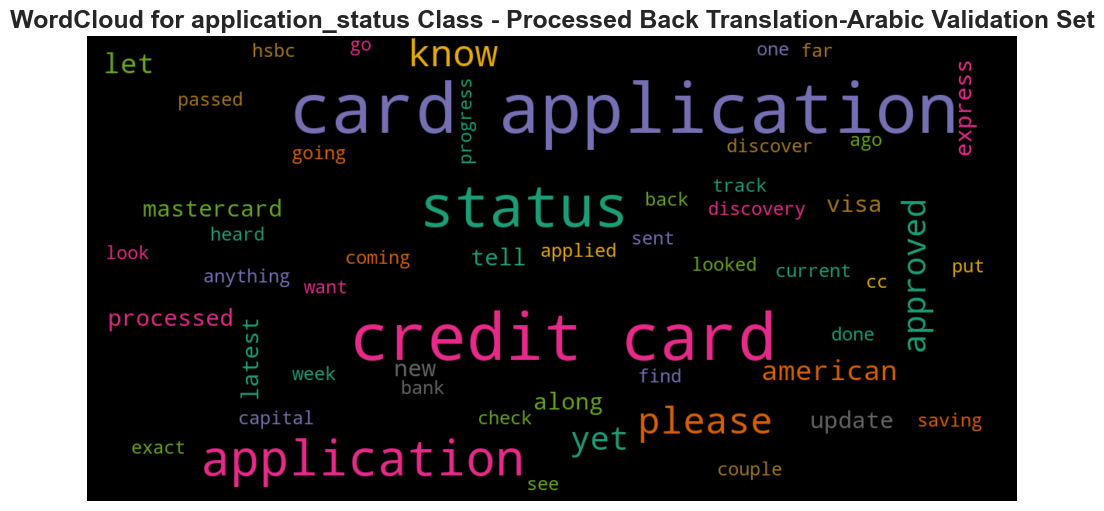 WordCloud for application_status Class - Processed Back Translation-Arabic Validation Set
hsbc
go
know
one
far
let
passed
card application
progress
express
going
discover
ago
track
status
back
discovery
visa
mastercard
approved
heard
sent
look
tell
applied
coming
looked
current
put
anything
want
cc
processed
credit card
done
latest
week
new
bank
find
american
capital
check
along
please
update
saving
yet
exact
application
couple
see